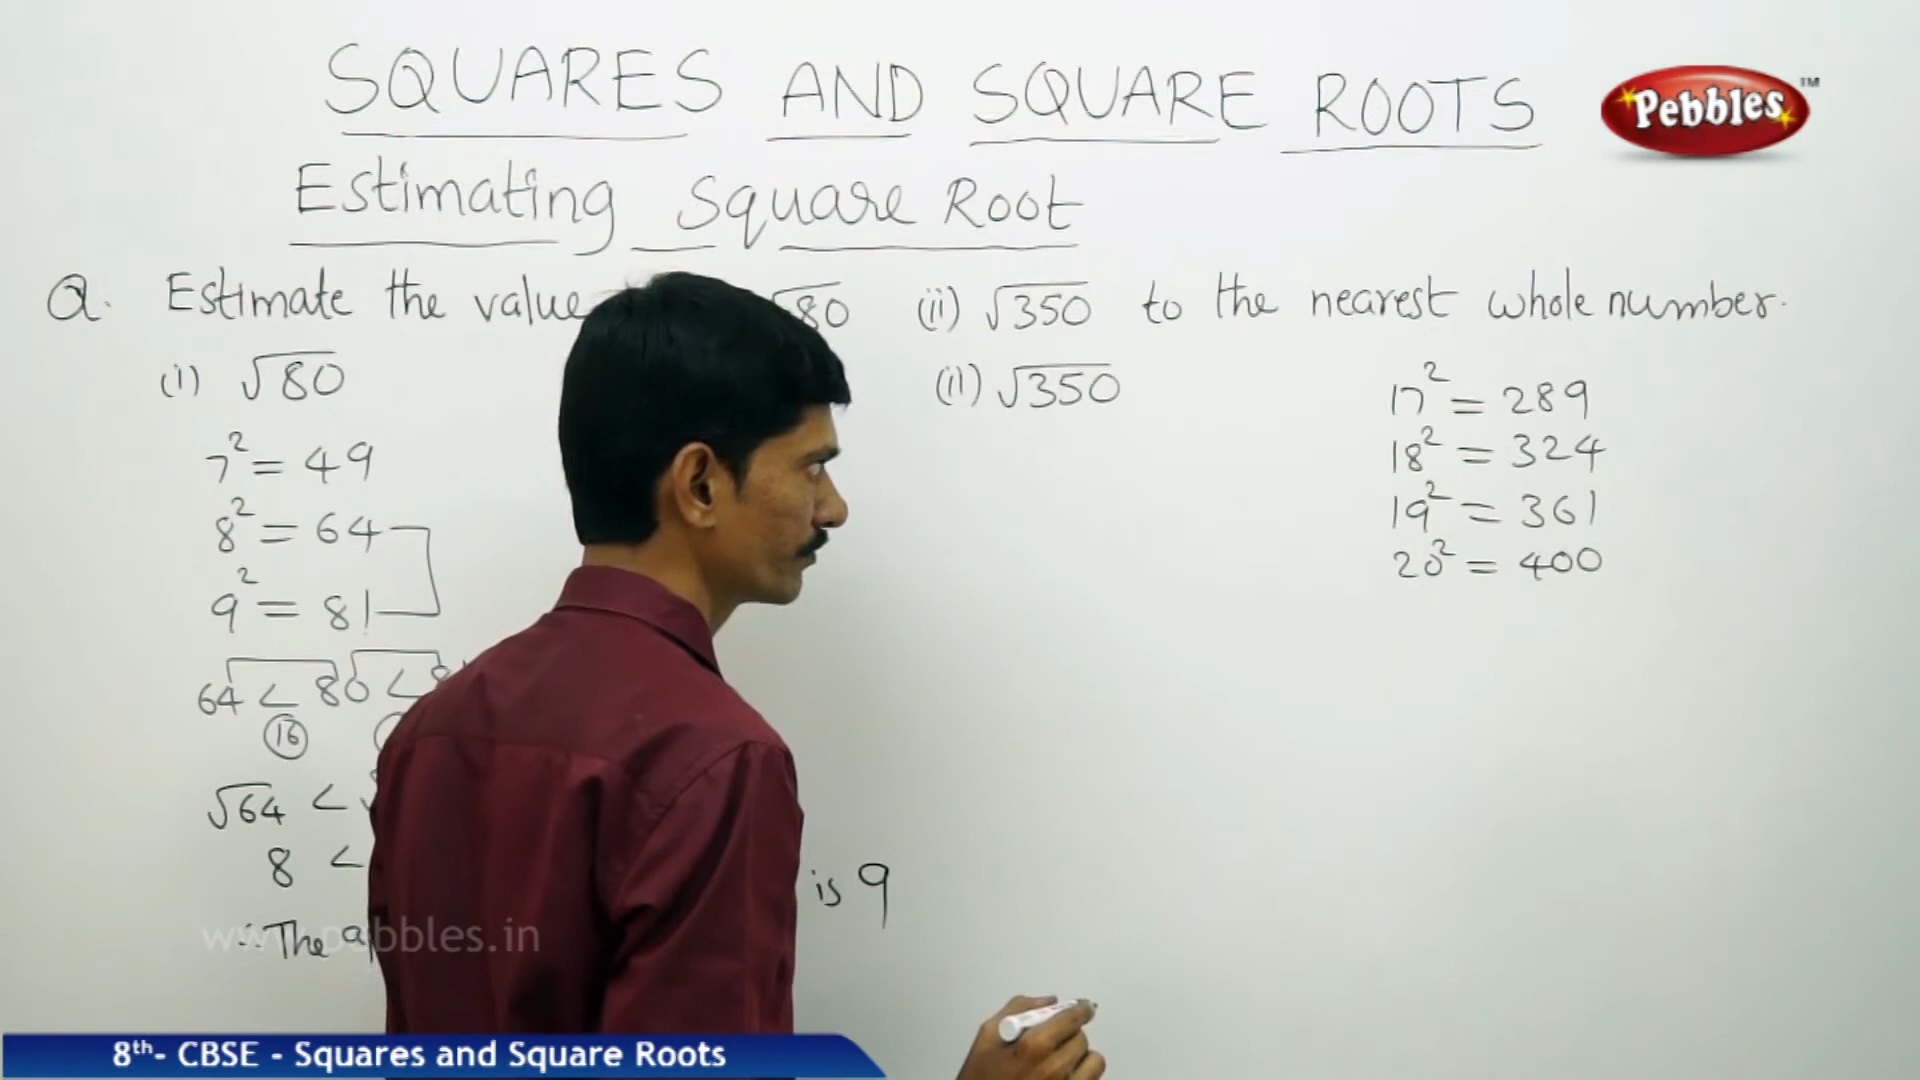 SQUARES AND SQUARE ROOTS
Pebbles™
Estimating Square Root
Q. Estimate the value √80 (ii) √350 to the nearest whole number.
(i) √80
7² = 49
8² = 64
9² = 81
64 < 80 <
16
√64 <
8 <
∴ The is 9
(ii) √350
17² = 289
18² = 324
19² = 361
20² = 400
www.pebbles.in
8th- CBSE - Squares and Square Roots